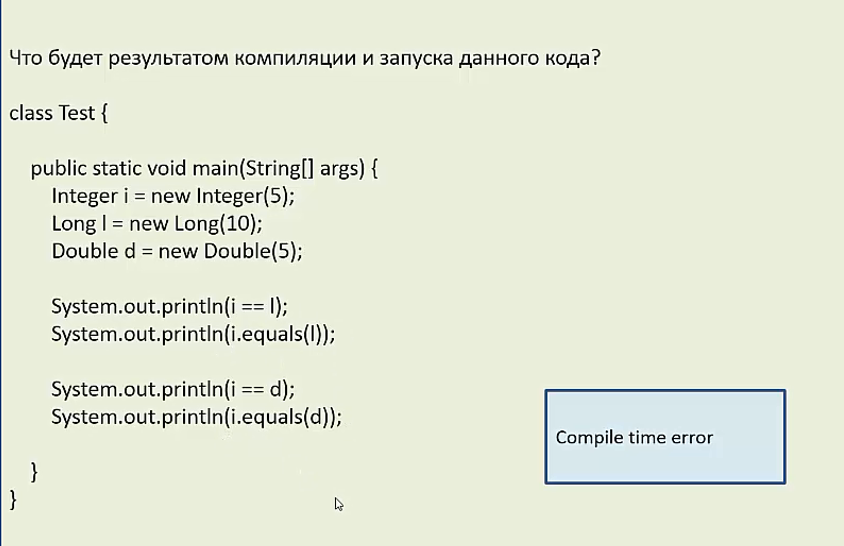 Что будет результатом компиляции и запуска данного кода?
class Test {
public static void main(String[] args) {
Integer i = new Integer(5);
Long l = new Long(10);
Double d = new Double(5);
System.out.println(i == l);
System.out.println(i.equals(l));
System.out.println(i == d);
System.out.println(i.equals(d));
}
}
Compile time error